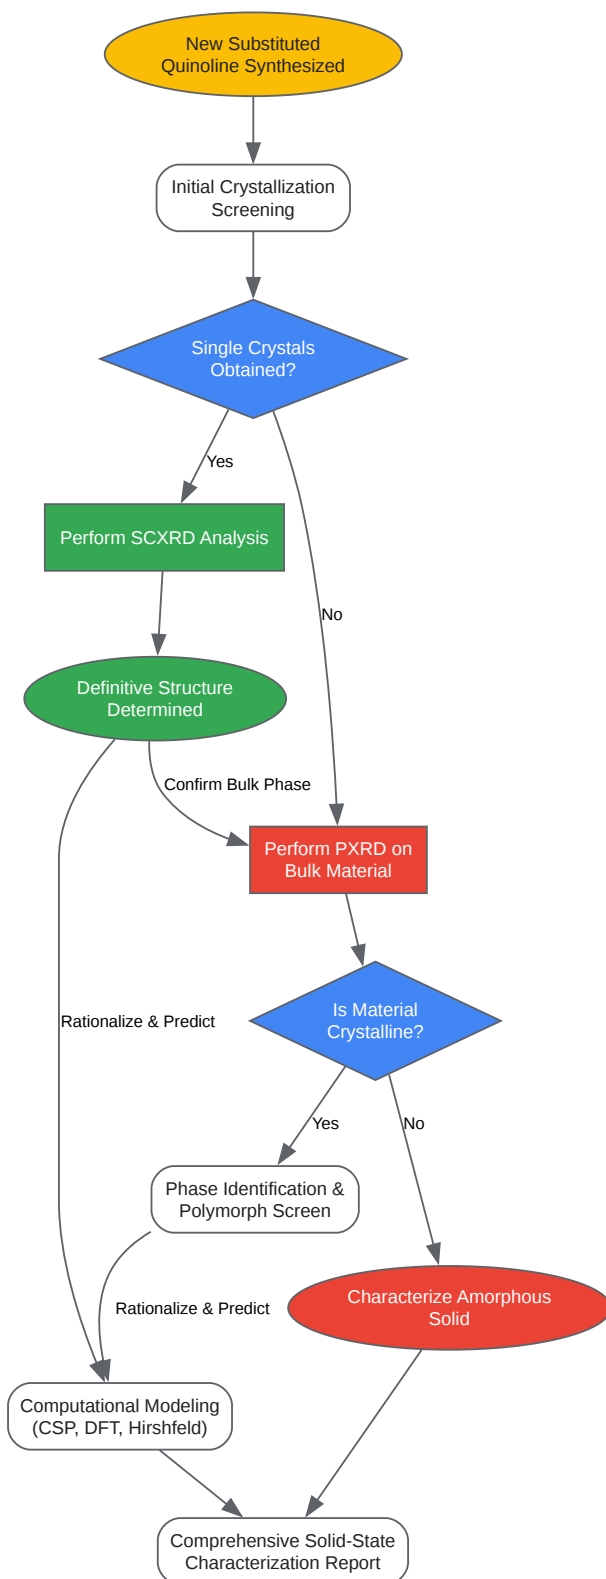 New Substituted
Quinoline Synthesized
Initial Crystallization
Screening
Single Crystals
Obtained?
Yes
Perform SCXRD Analysis
No
Definitive Structure
Determined
Confirm Bulk Phase
Perform PXRD on
Bulk Material
Is Material
Crystalline?
Rationalize & Predict
Yes
No
Phase Identification &
Polymorph Screen
Characterize Amorphous
Solid
Rationalize & Predict
Computational Modeling
(CSP, DFT, Hirshfeld)
Comprehensive Solid-State
Characterization Report